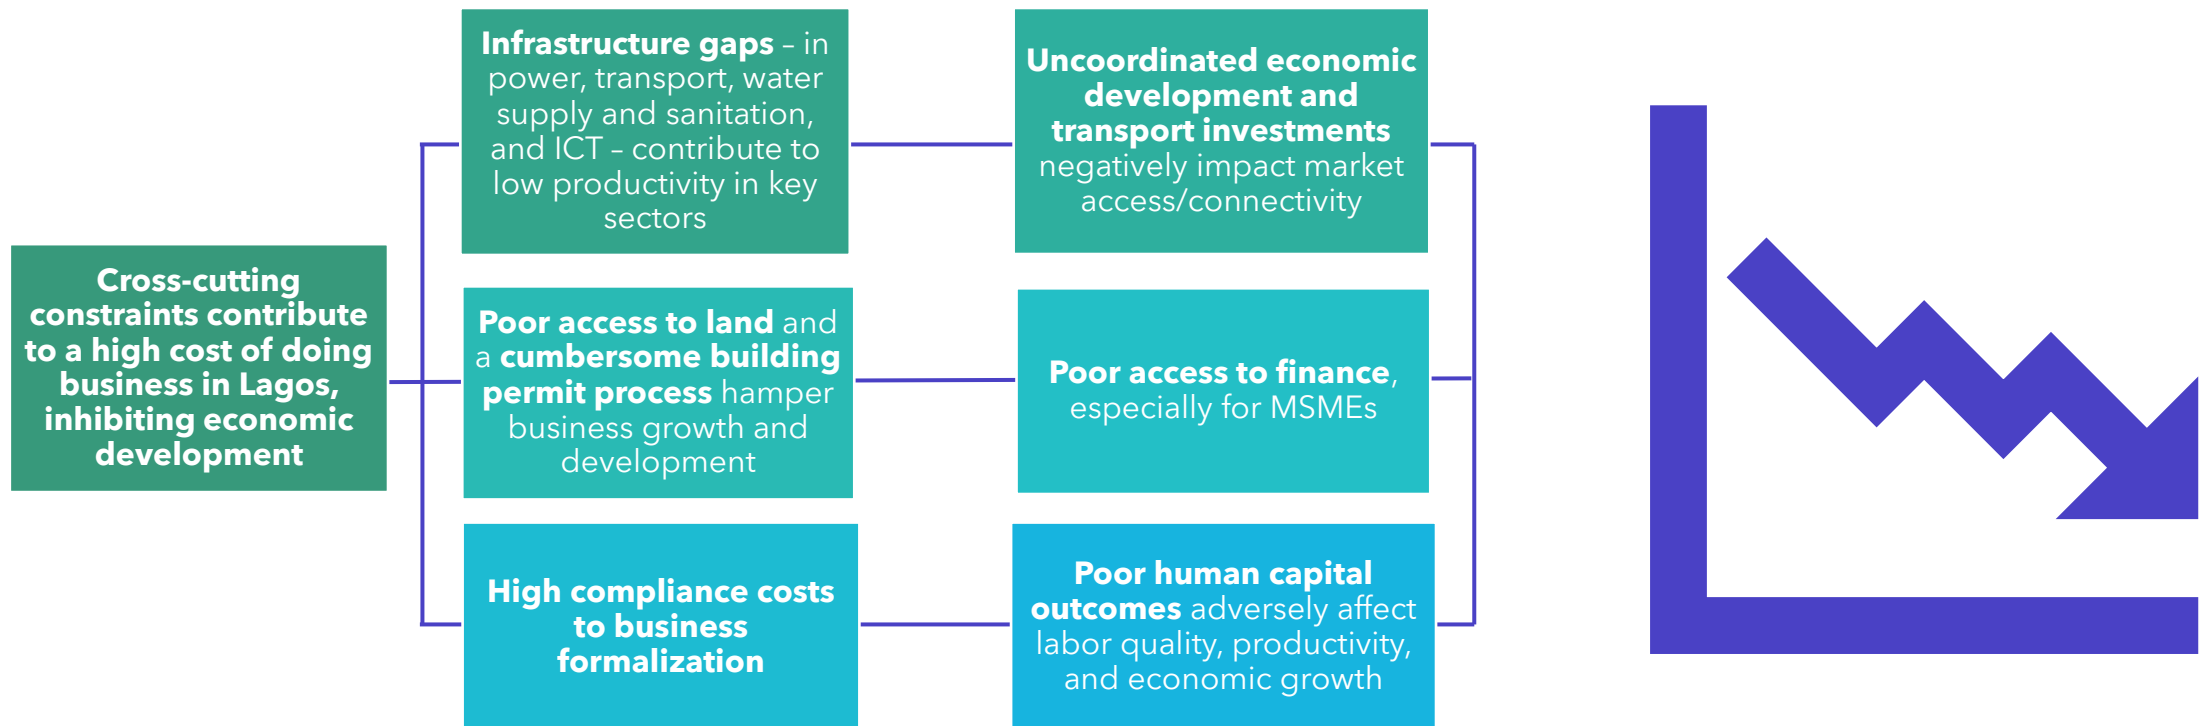 Cross-cutting
constraints contribute
to a high cost of doing
business in Lagos,
inhibiting economic
development
Infrastructure gaps – in
power, transport, water
supply and sanitation,
and ICT – contribute to
low productivity in key
sectors
Uncoordinated economic
development and
transport investments
negatively impact market
access/connectivity
Poor access to land and
a cumbersome building
permit process hamper
business growth and
development
Poor access to finance,
especially for MSMEs
High compliance costs
to business
formalization
Poor human capital
outcomes adversely affect
labor quality, productivity,
and economic growth